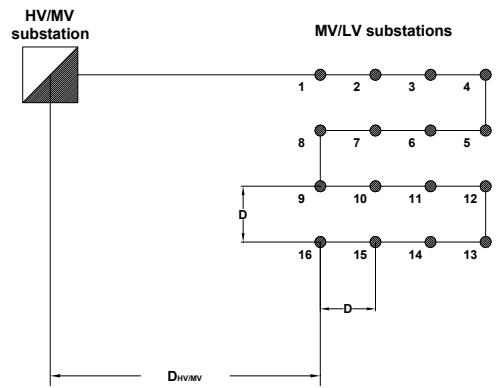 HV/MV
substation
MV/LV substations
1 2 3 4
8 7 6 5
9 10 11 12
D
16 15 14 13
D
DHV/MV